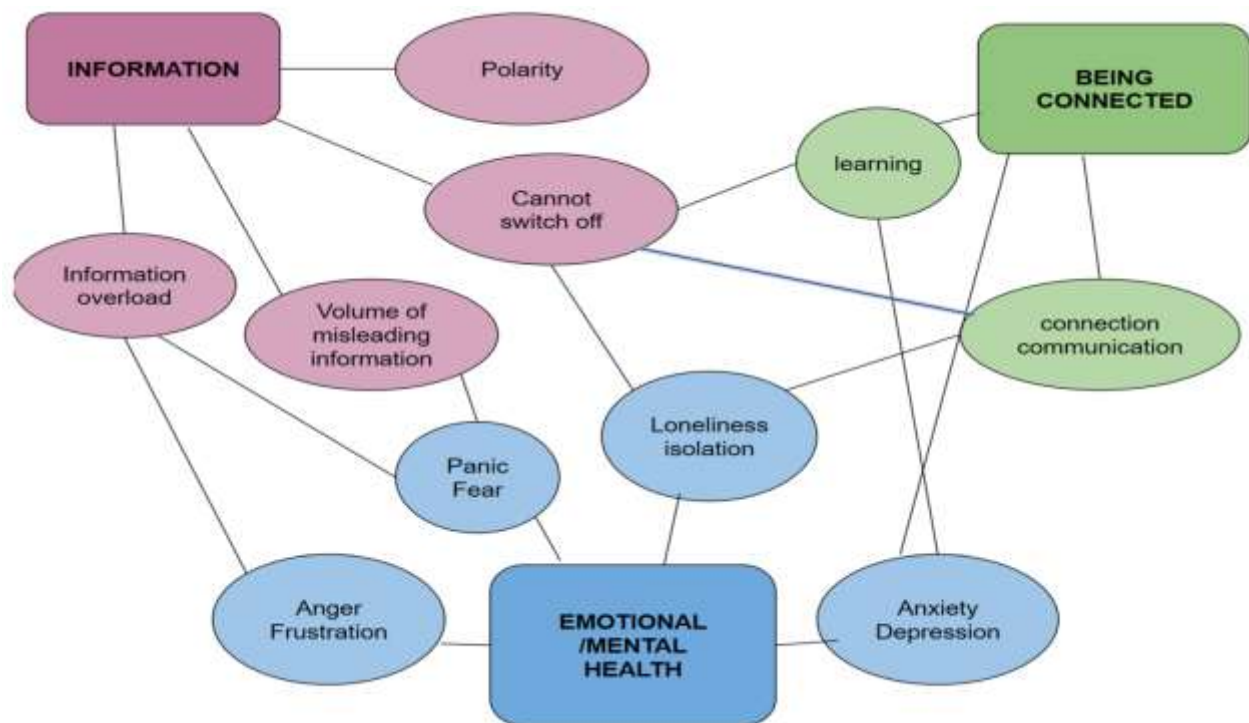 INFORMATION
Polarity
BEING
CONNECTED
learning
Cannot
switch off
Information
overload
Volume of
misleading
information
connection
communication
Loneliness
isolation
Panic
Fear
Anger
Frustration
EMOTIONAL
/MENTAL
HEALTH
Anxiety
Depression